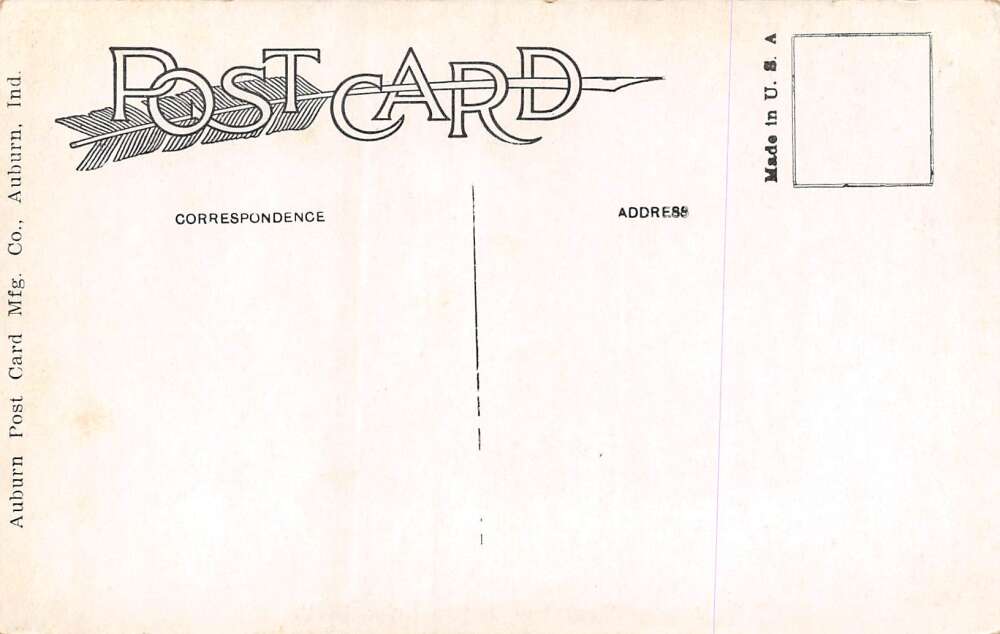 POST CARD
CORRESPONDENCE
ADDRESS
Made in U. S. A
Auburn Post Card Mfg. Co., Auburn, Ind.